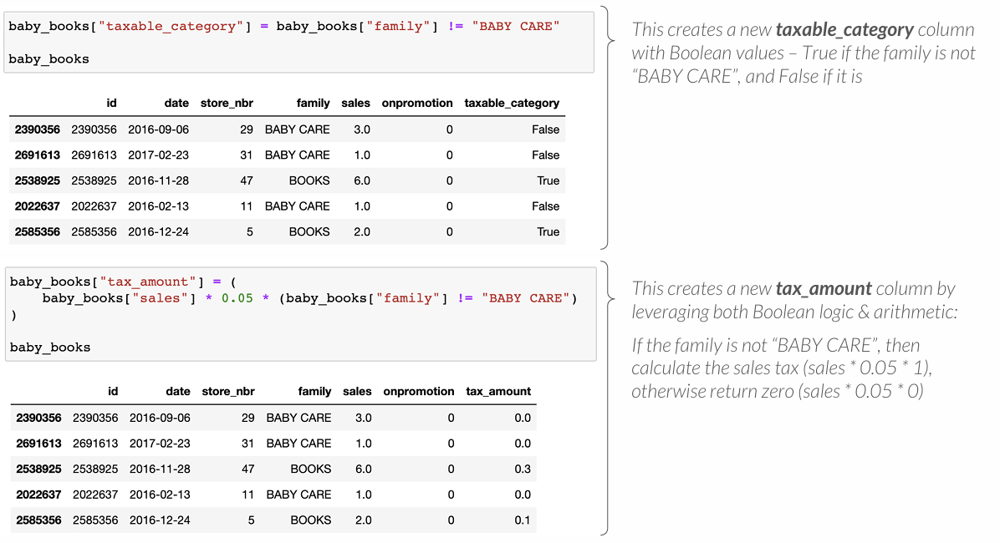 baby_books["taxable_category"] = baby_books["family"] != "BABY CARE"
baby_books
id date store_nbr family sales onpromotion taxable_category
2390356 2390356 2016-09-06 29 BABY CARE 3.0 0 False
2691613 2691613 2017-02-23 31 BABY CARE 1.0 0 False
2538925 2538925 2016-11-28 47 BOOKS 6.0 0 True
2022637 2022637 2016-02-13 11 BABY CARE 1.0 0 False
2585356 2585356 2016-12-24 5 BOOKS 2.0 0 True
This creates a new taxable_category column
with Boolean values – True if the family is not
“BABY CARE”, and False if it is
baby_books["tax_amount"] = (
    baby_books["sales"] * 0.05 * (baby_books["family"] != "BABY CARE")
)
baby_books
id date store_nbr family sales onpromotion tax_amount
2390356 2390356 2016-09-06 29 BABY CARE 3.0 0 0.0
2691613 2691613 2017-02-23 31 BABY CARE 1.0 0 0.0
2538925 2538925 2016-11-28 47 BOOKS 6.0 0 0.3
2022637 2022637 2016-02-13 11 BABY CARE 1.0 0 0.0
2585356 2585356 2016-12-24 5 BOOKS 2.0 0 0.1
This creates a new tax_amount column by
leveraging both Boolean logic & arithmetic:
If the family is not “BABY CARE”, then
calculate the sales tax (sales * 0.05 * 1),
otherwise return zero (sales * 0.05 * 0)